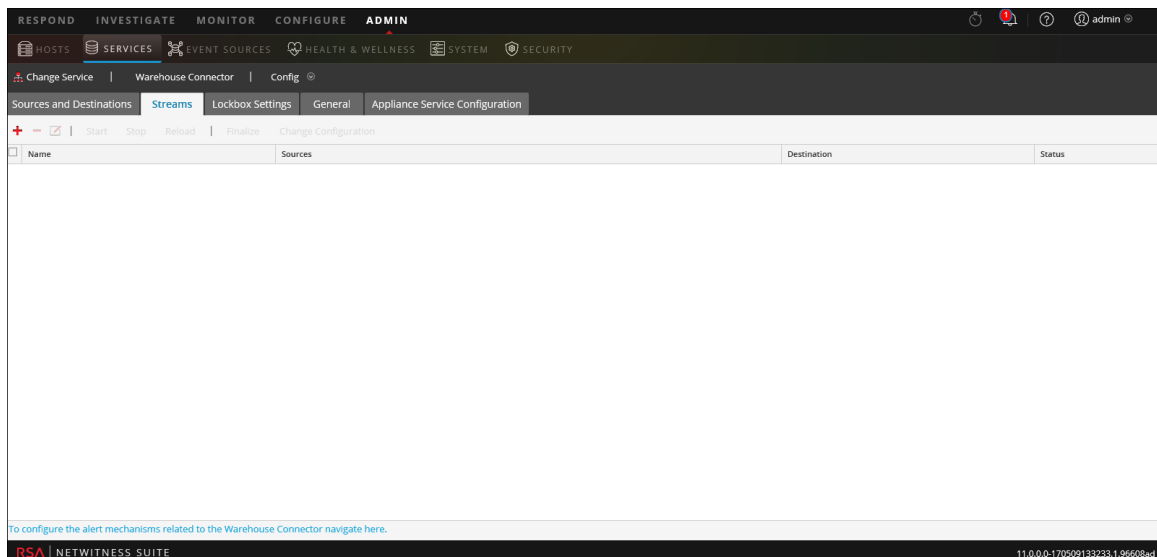 RESPOND INVESTIGATE MONITOR CONFIGURE ADMIN 1 ? admin
HOSTS SERVICES EVENT SOURCES HEALTH & WELLNESS SYSTEM SECURITY
Change Service | Warehouse Connector | Config
Sources and Destinations Streams Lockbox Settings General Appliance Service Configuration
Start Stop Reload | Finalize Change Configuration
Name Sources Destination Status
To configure the alert mechanisms related to the Warehouse Connector navigate here.
RSA | NETWITNESS SUITE 11.0.0.0-170509133233.1.96608ad